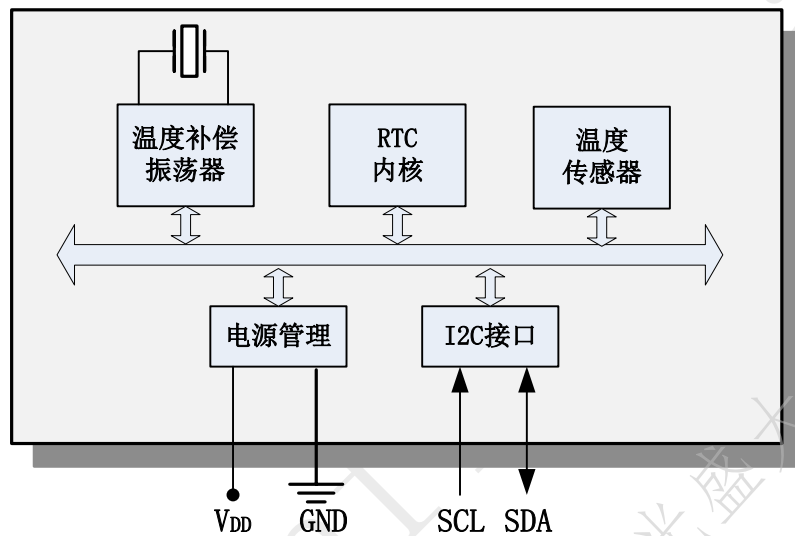 温度补偿
振荡器
RTC
内核
温度
传感器
电源管理
I2C接口
VDD
GND
SCL
SDA